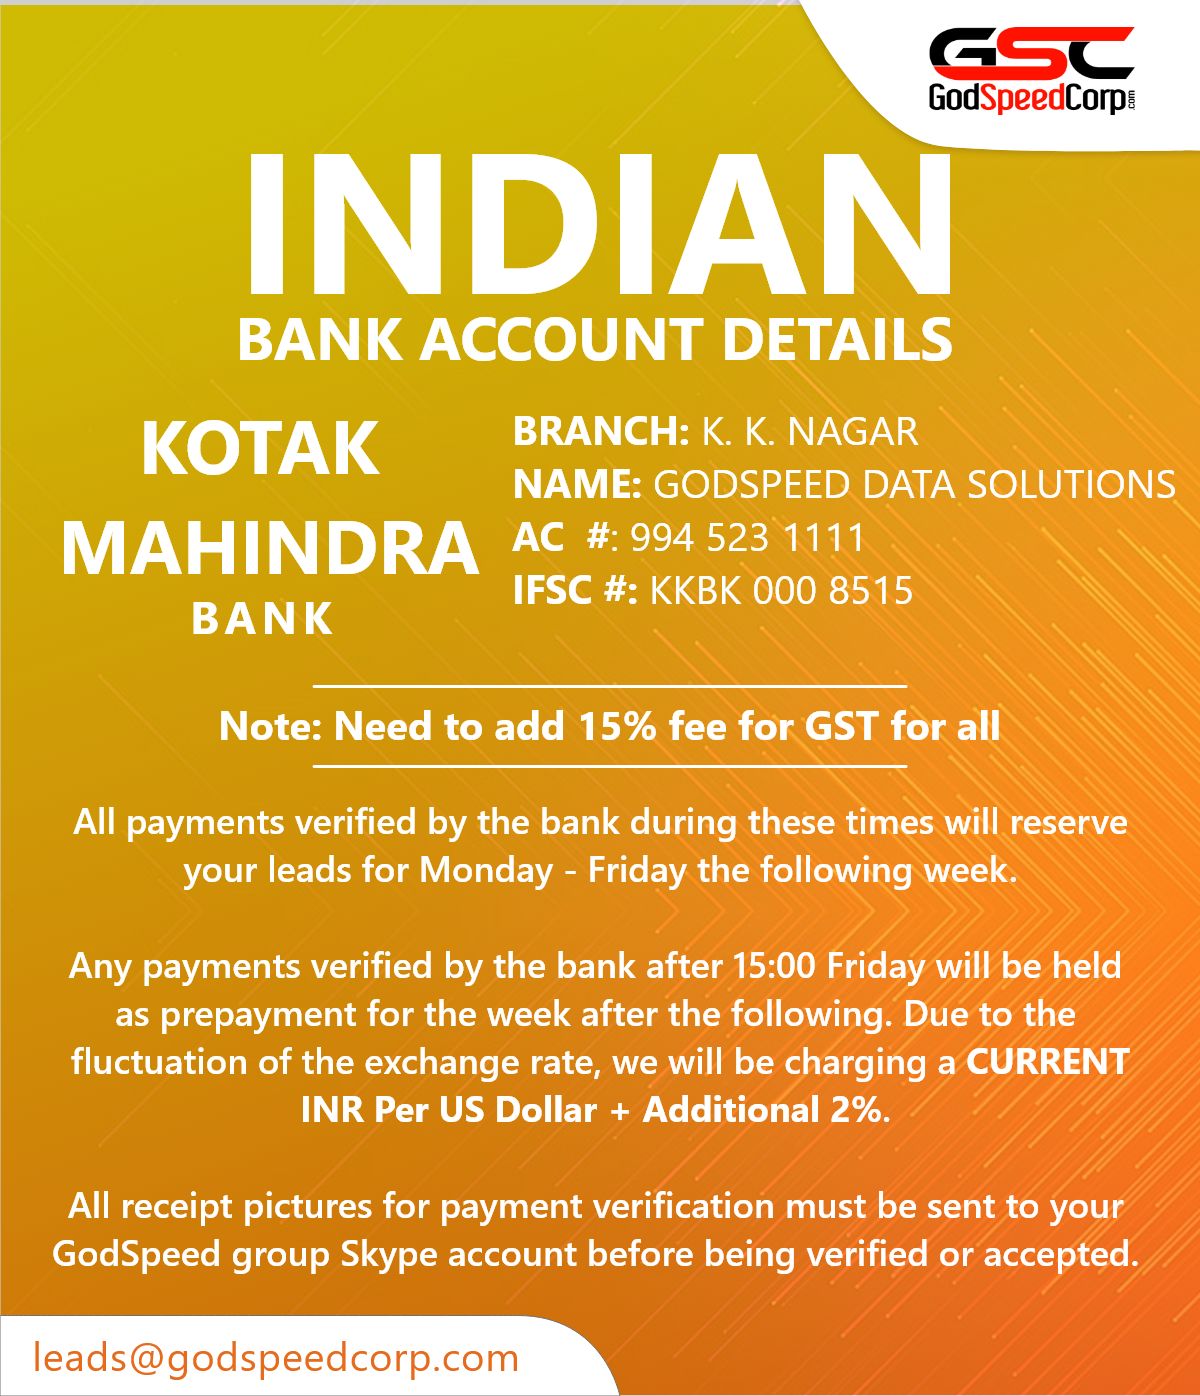 GSC
GodSpeedCorp.com
INDIAN
BANK ACCOUNT DETAILS
KOTAK
MAHINDRA
BANK
BRANCH: K. K. NAGAR
NAME: GODSPEED DATA SOLUTIONS
AC #: 994 523 1111
IFSC #: KKBK 000 8515
Note: Need to add 15% fee for GST for all
All payments verified by the bank during these times will reserve
your leads for Monday - Friday the following week.
Any payments verified by the bank after 15:00 Friday will be held
as prepayment for the week after the following. Due to the
fluctuation of the exchange rate, we will be charging a CURRENT
INR Per US Dollar + Additional 2%.
All receipt pictures for payment verification must be sent to your
GodSpeed group Skype account before being verified or accepted.
leads@godspeedcorp.com